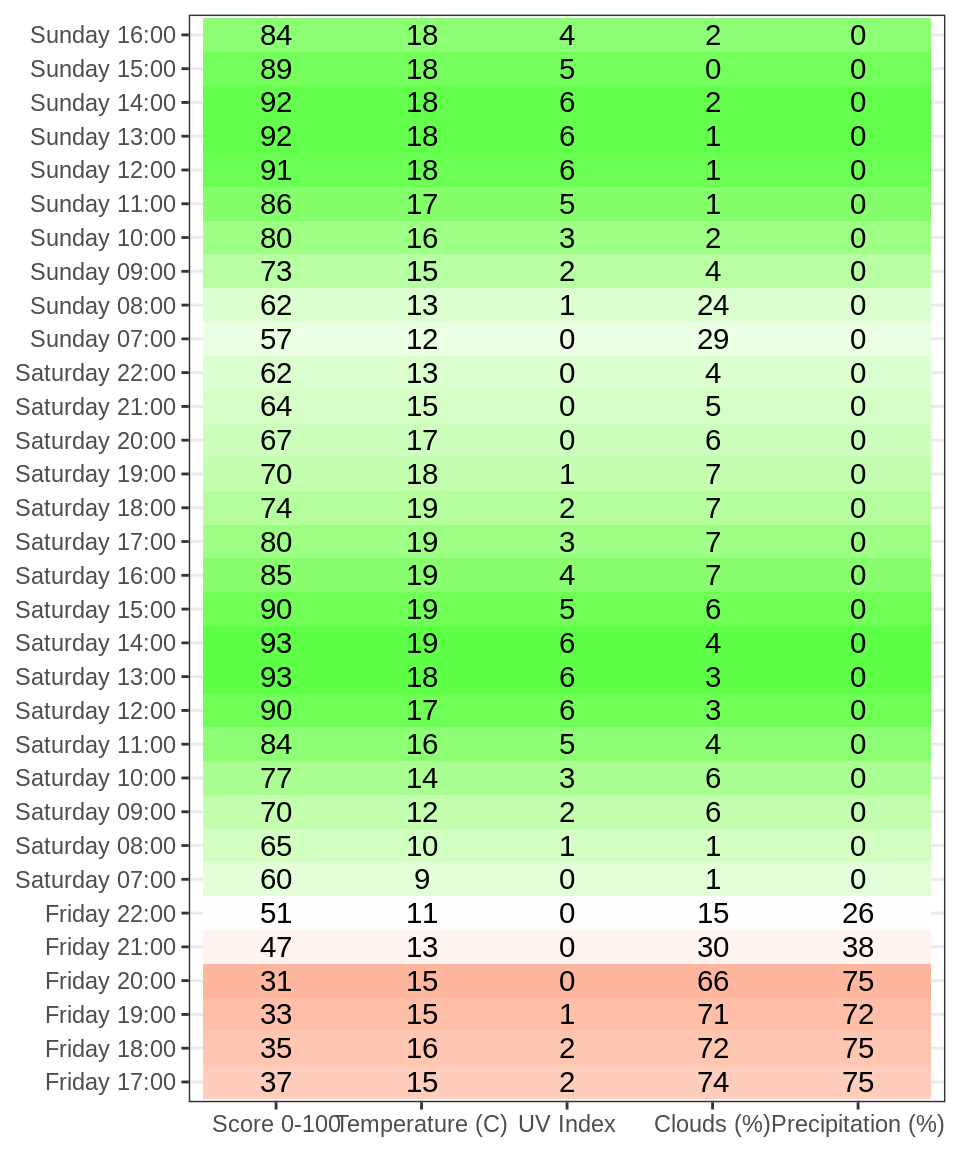 Sunday 16:00 84 18 4 2 0
Sunday 15:00 89 18 5 0 0
Sunday 14:00 92 18 6 2 0
Sunday 13:00 92 18 6 1 0
Sunday 12:00 91 18 6 1 0
Sunday 11:00 86 17 5 1 0
Sunday 10:00 80 16 3 2 0
Sunday 09:00 73 15 2 4 0
Sunday 08:00 62 13 1 24 0
Sunday 07:00 57 12 0 29 0
Saturday 22:00 62 13 0 4 0
Saturday 21:00 64 15 0 5 0
Saturday 20:00 67 17 0 6 0
Saturday 19:00 70 18 1 7 0
Saturday 18:00 74 19 2 7 0
Saturday 17:00 80 19 3 7 0
Saturday 16:00 85 19 4 7 0
Saturday 15:00 90 19 5 6 0
Saturday 14:00 93 19 6 4 0
Saturday 13:00 93 18 6 3 0
Saturday 12:00 90 17 6 3 0
Saturday 11:00 84 16 5 4 0
Saturday 10:00 77 14 3 6 0
Saturday 09:00 70 12 2 6 0
Saturday 08:00 65 10 1 1 0
Saturday 07:00 60 9 0 1 0
Friday 22:00 51 11 0 15 26
Friday 21:00 47 13 0 30 38
Friday 20:00 31 15 0 66 75
Friday 19:00 33 15 1 71 72
Friday 18:00 35 16 2 72 75
Friday 17:00 37 15 2 74 75
Score 0-100 Temperature (C) UV Index Clouds (%) Precipitation (%)